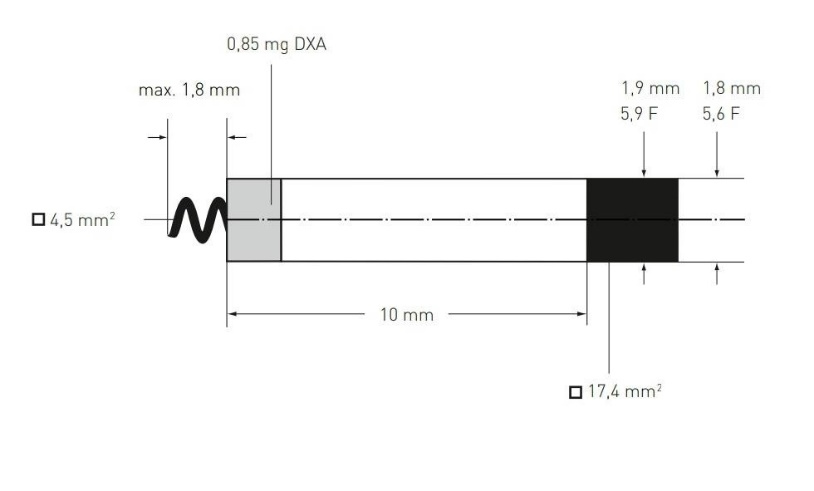 0,85 mg DXA
max. 1,8 mm
1,9 mm
5,9 F
1,8 mm
5,6 F
4,5 mm²
10 mm
17,4 mm²